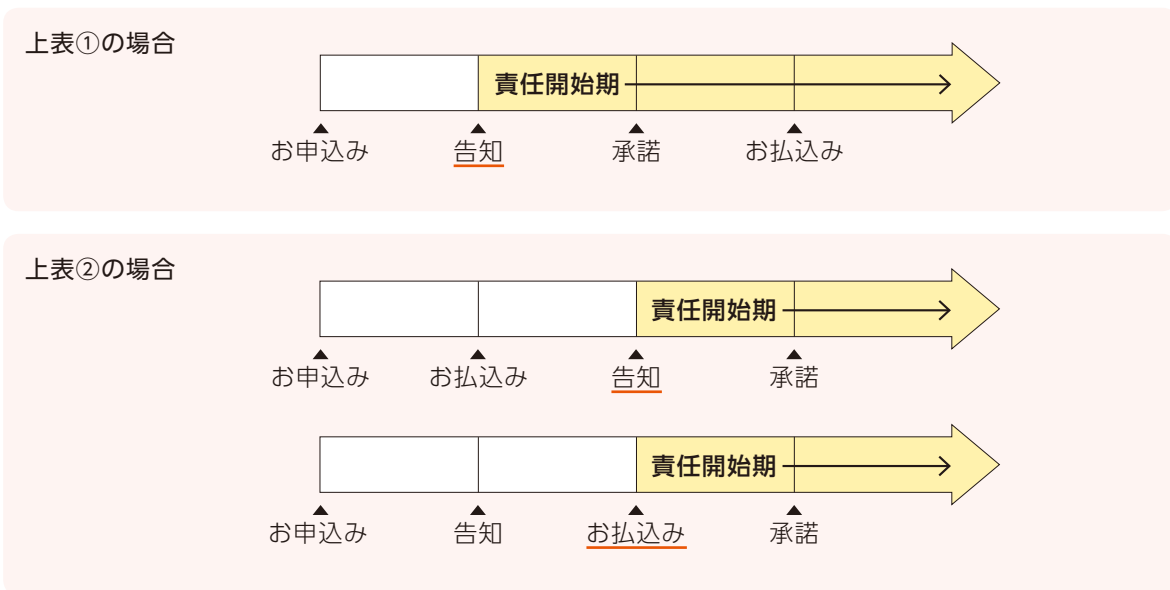 上表①の場合
責任開始期
お申込み 告知 承諾 お払込み
上表②の場合
責任開始期
お申込み お払込み 告知 承諾
責任開始期
お申込み 告知 お払込み 承諾